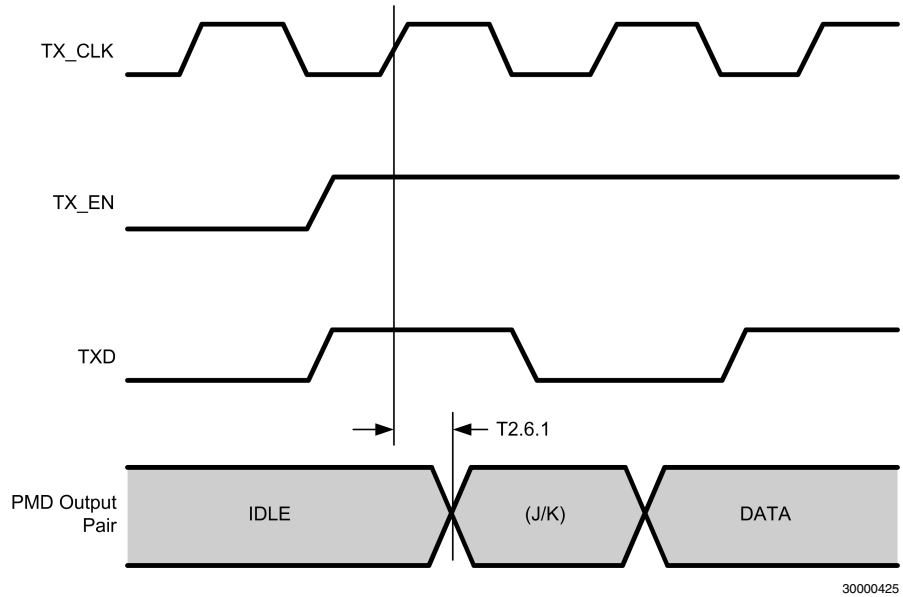 TX_CLK
TX_EN
TXD
T2.6.1
PMD Output
Pair
IDLE
(J/K)
DATA
30000425